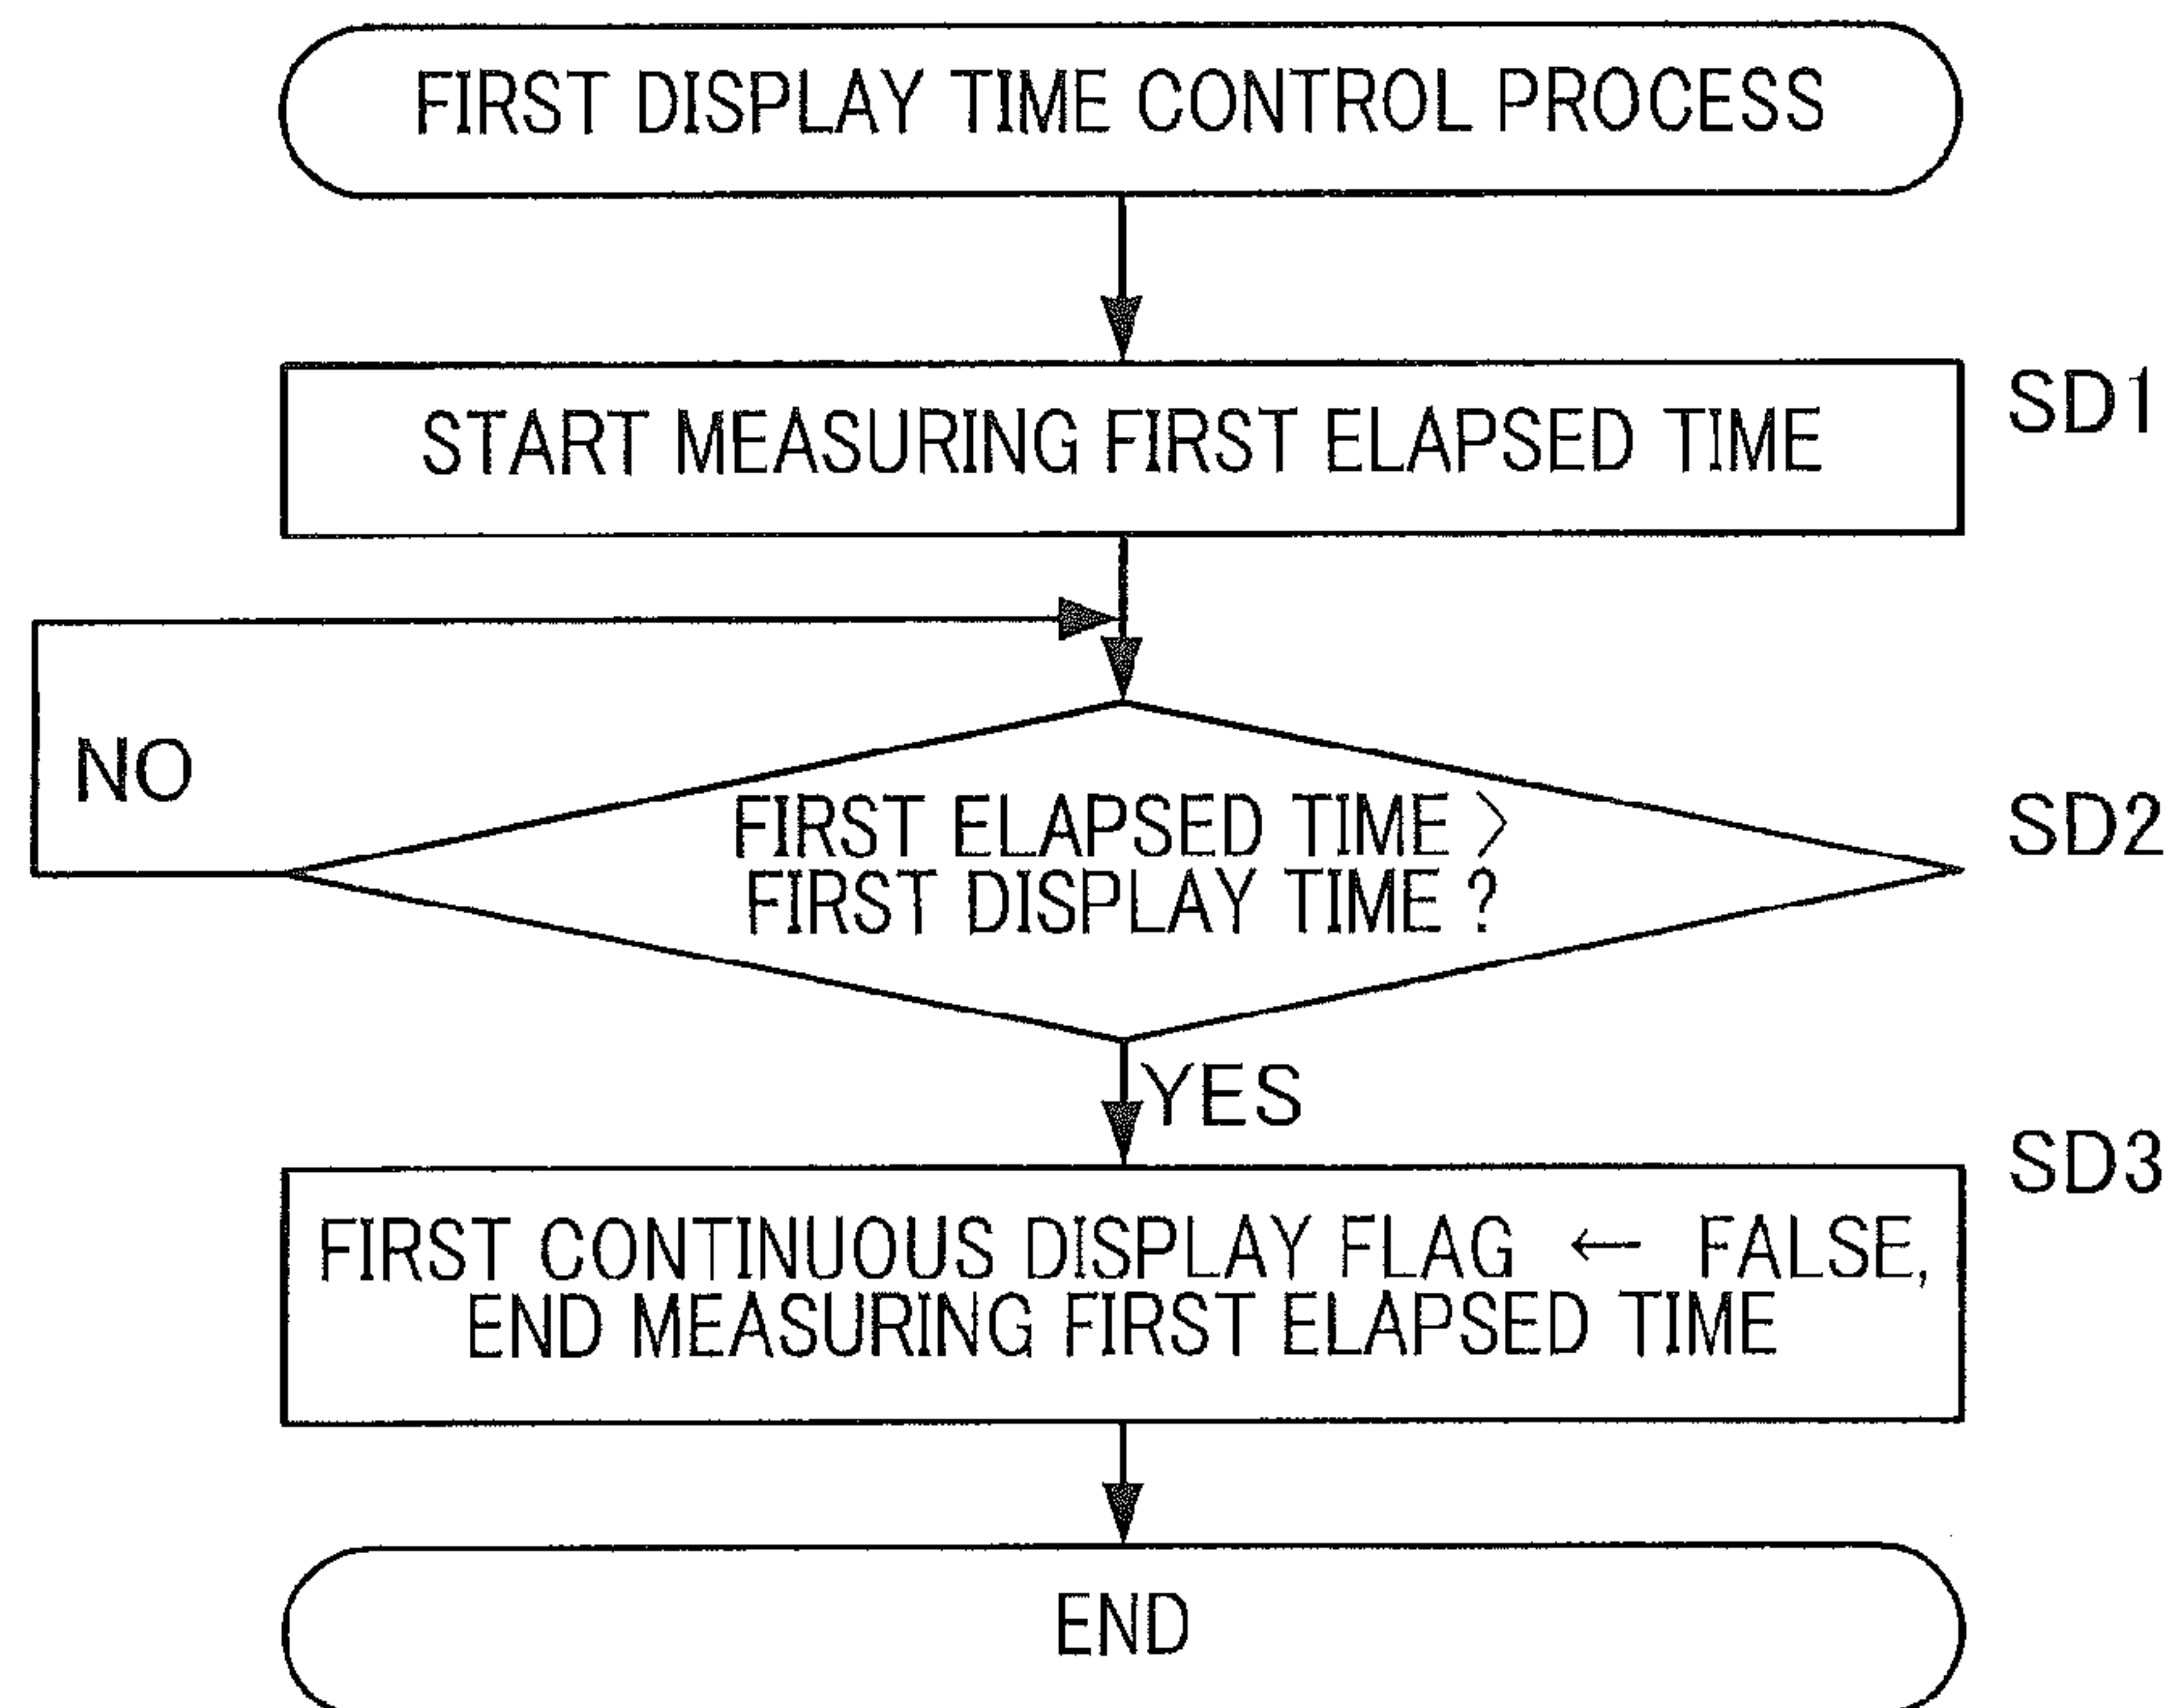 FIRST DISPLAY TIME CONTROL PROCESS
START MEASURING FIRST ELAPSED TIME
SD1
NO
FIRST ELAPSED TIME >
FIRST DISPLAY TIME ?
SD2
YES
SD3
FIRST CONTINUOUS DISPLAY FLAG ← FALSE,
END MEASURING FIRST ELAPSED TIME
END